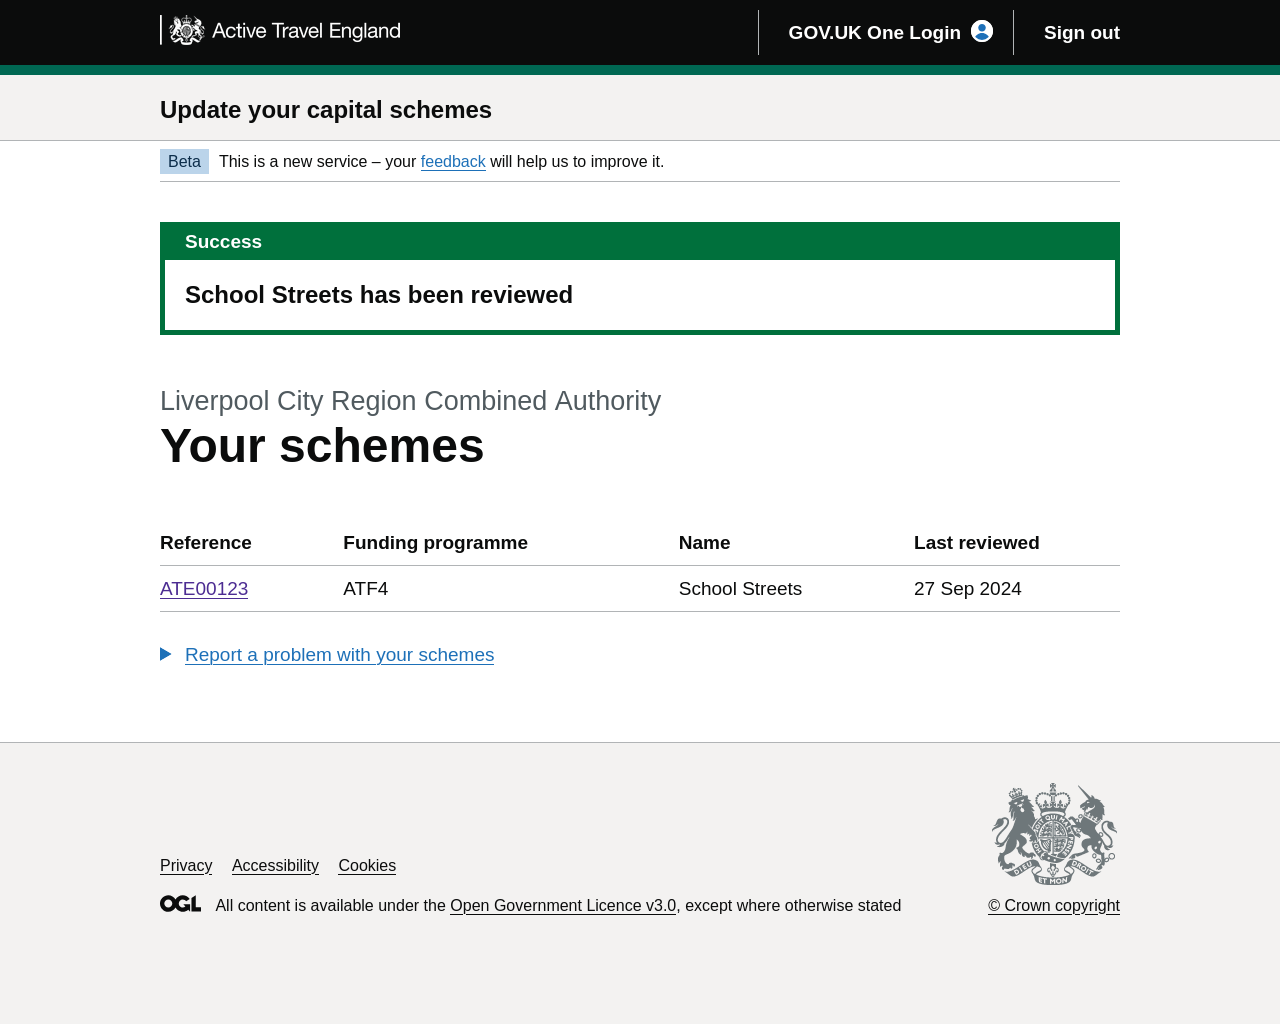 Active Travel England
GOV.UK One Login
Sign out
Update your capital schemes
Beta This is a new service – your feedback will help us to improve it.
Success
School Streets has been reviewed
Liverpool City Region Combined Authority
Your schemes
Reference Funding programme Name Last reviewed
ATE00123 ATF4 School Streets 27 Sep 2024
Report a problem with your schemes
Privacy Accessibility Cookies
OGL All content is available under the Open Government Licence v3.0, except where otherwise stated
© Crown copyright